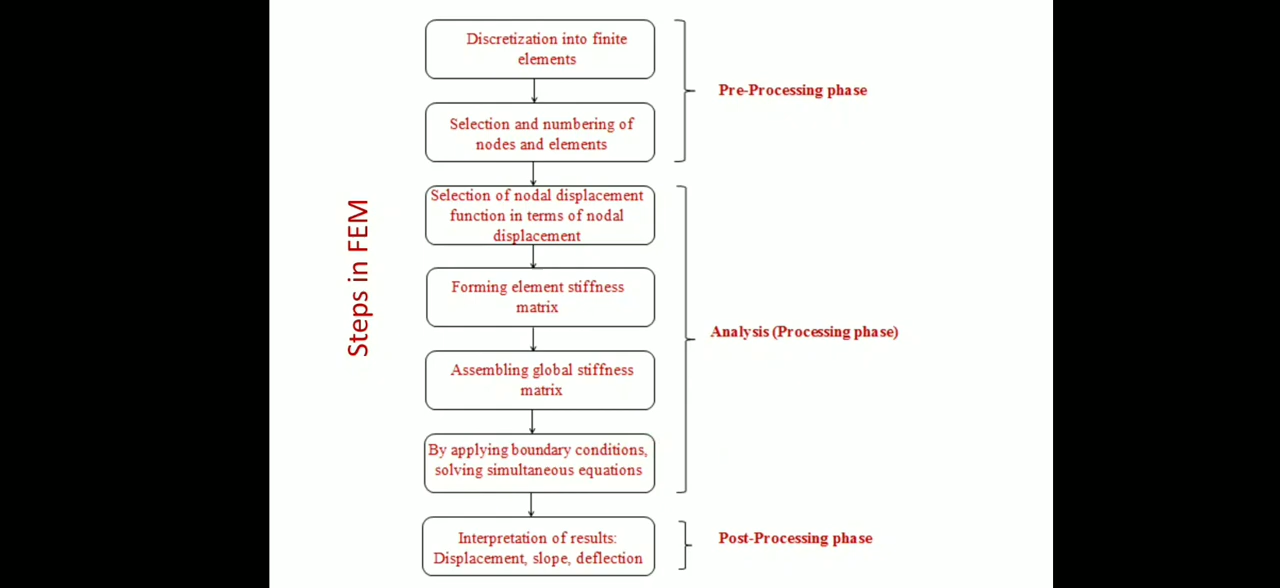 Steps in FEM
Discretization into finite
elements
Selection and numbering of
nodes and elements
Pre-Processing phase
Selection of nodal displacement
function in terms of nodal
displacement
Forming element stiffness
matrix
Assembling global stiffness
matrix
By applying boundary conditions,
solving simultaneous equations
Analysis (Processing phase)
Interpretation of results:
Displacement, slope, deflection
Post-Processing phase